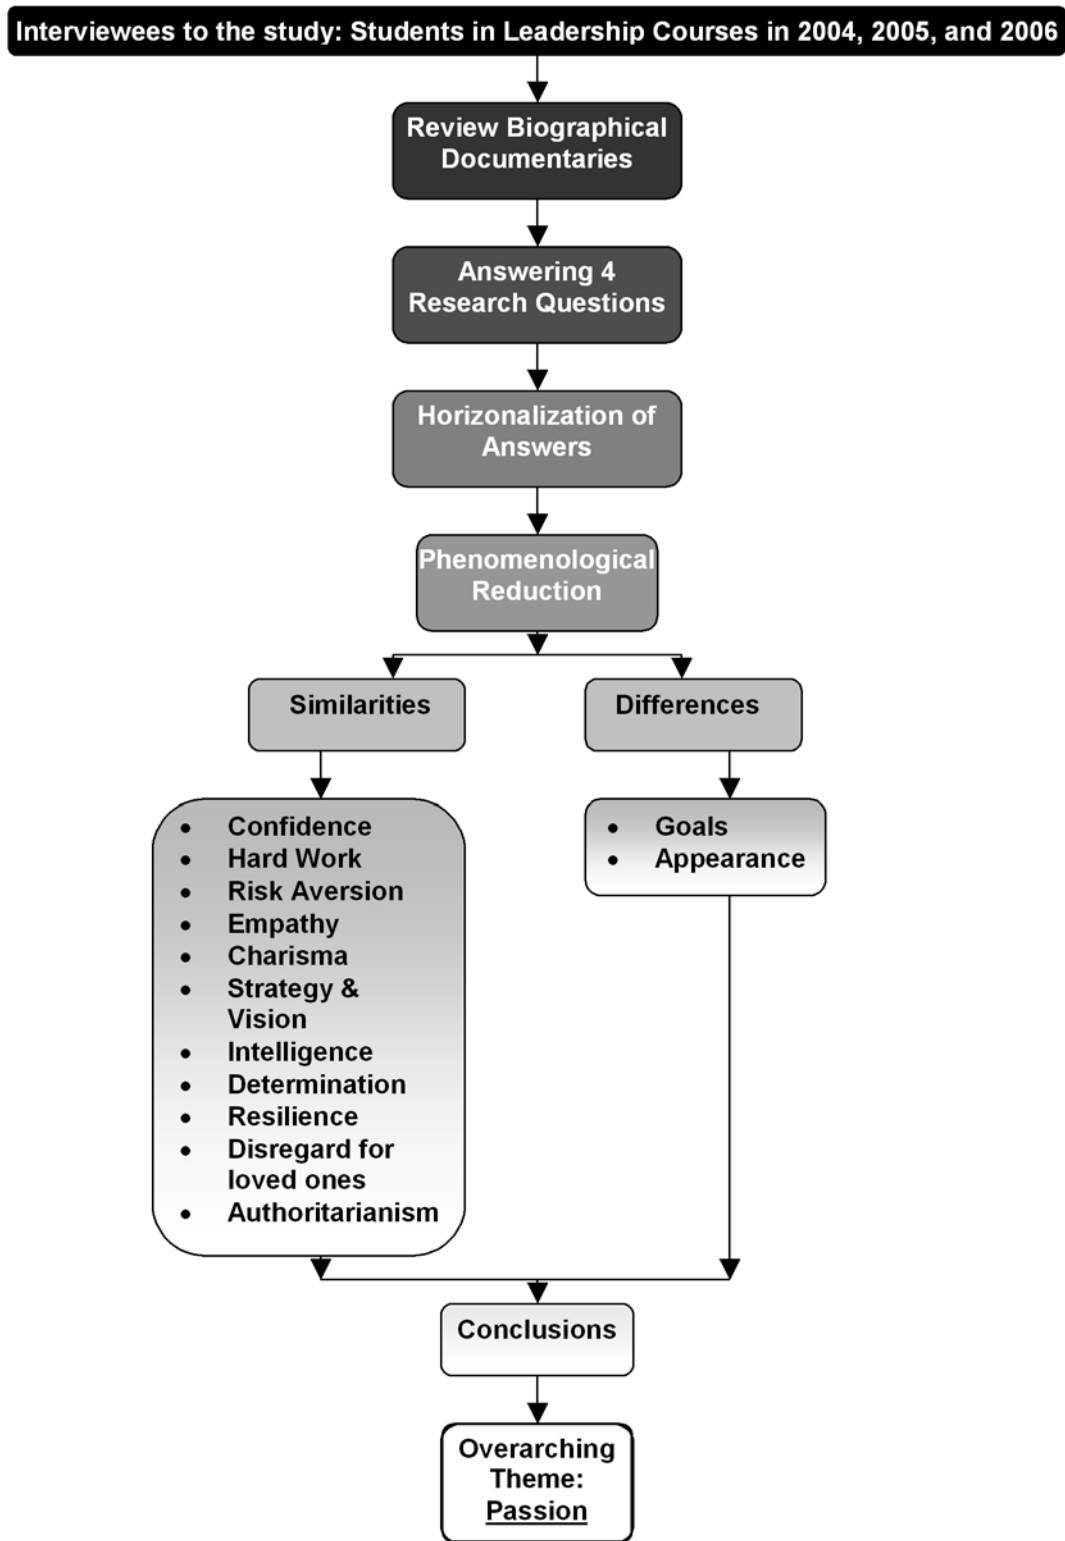 Interviewees to the study: Students in Leadership Courses in 2004, 2005, and 2006
Review Biographical
Documentaries
Answering 4
Research Questions
Horizonalization of
Answers
Phenomenological
Reduction
Similarities
Differences
• Confidence
• Hard Work
• Risk Aversion
• Empathy
• Charisma
• Strategy &
Vision
• Intelligence
• Determination
• Resilience
• Disregard for
loved ones
• Authoritarianism
• Goals
• Appearance
Conclusions
Overarching
Theme:
Passion